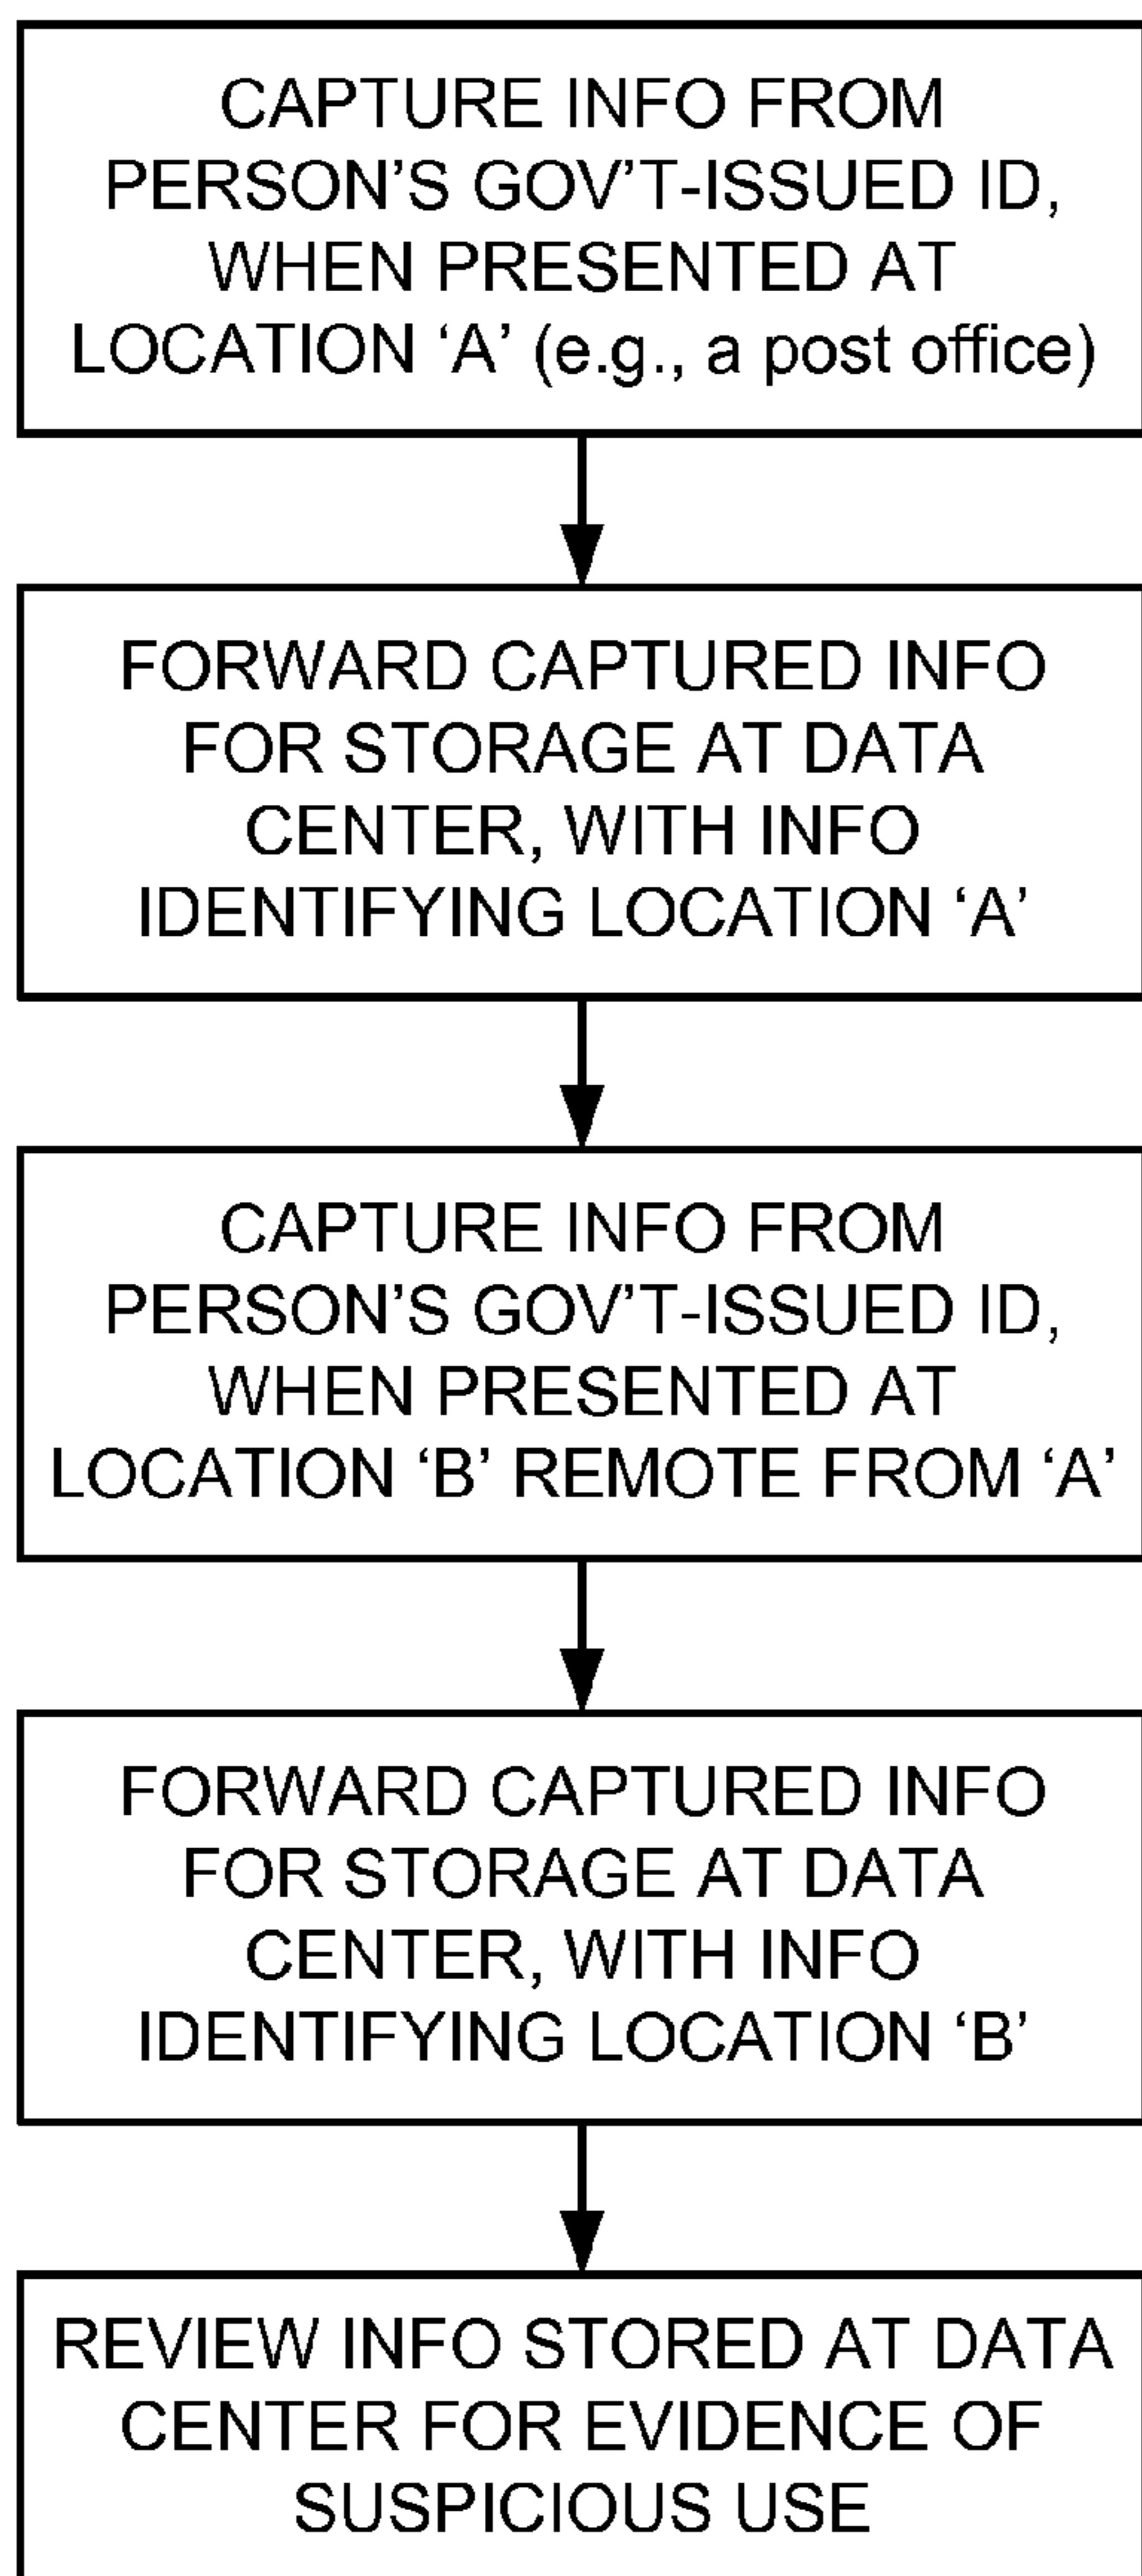 CAPTURE INFO FROM
PERSON’S GOV’T-ISSUED ID,
WHEN PRESENTED AT
LOCATION ‘A’ (e.g., a post office)
FORWARD CAPTURED INFO
FOR STORAGE AT DATA
CENTER, WITH INFO
IDENTIFYING LOCATION ‘A’
CAPTURE INFO FROM
PERSON’S GOV’T-ISSUED ID,
WHEN PRESENTED AT
LOCATION ‘B’ REMOTE FROM ‘A’
FORWARD CAPTURED INFO
FOR STORAGE AT DATA
CENTER, WITH INFO
IDENTIFYING LOCATION ‘B’
REVIEW INFO STORED AT DATA
CENTER FOR EVIDENCE OF
SUSPICIOUS USE